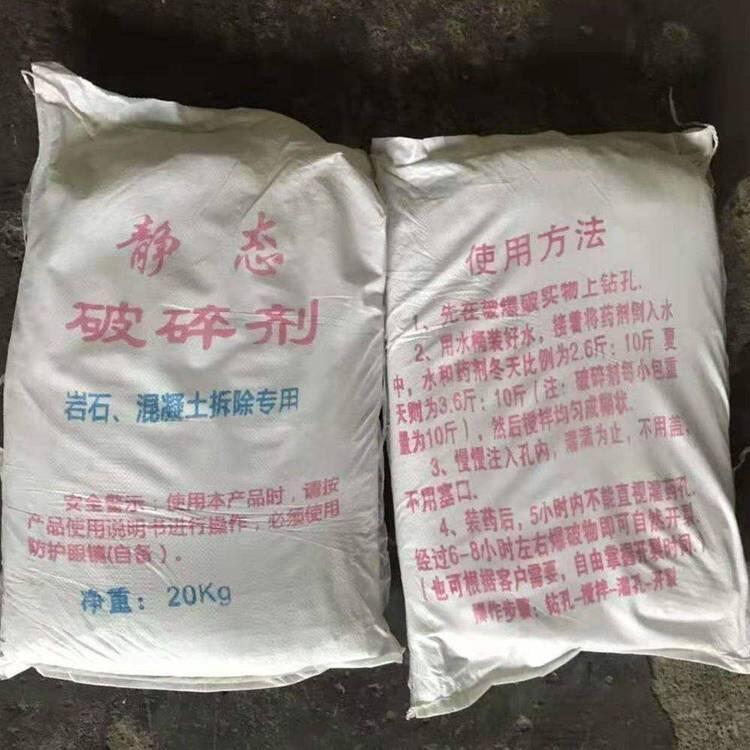 静态
破碎剂
岩石、混凝土拆除专用
安全警示：使用本产品时，请按
产品使用说明书进行操作，必须使用
防护眼镜(自备)。
净重：20Kg
使用方法
1、先在被爆破实物上钻孔.
2、用水桶装好水，接着将药剂倒入水
中，水和药剂冬天比例为2.6斤：10斤 夏
天则为3.6斤：10斤（注：破碎剂每小包重
量为10斤），然后搅拌均匀成糊状.
3、慢慢注入孔内，灌满为止，不用盖，
不用塞口.
4、装药后，5小时内不能直视灌药孔.
经过6-8小时左右爆破物即可自然开裂.
（也可根据客户需要，自由掌握开裂时间.）
操作步骤：钻孔-搅拌-灌孔-开裂